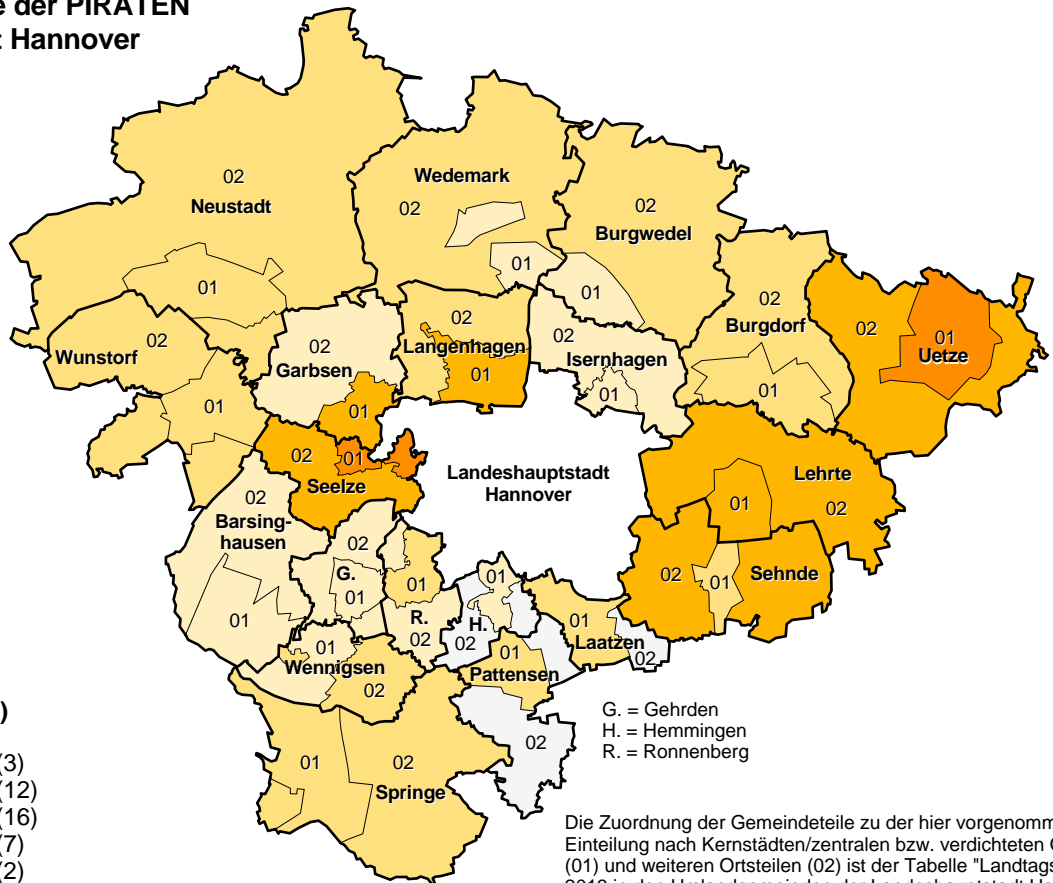 der PIRATEN
Hannover
02
Neustadt
01
Wedemark
02
01
02
Burgwedel
01
02
Burgdorf
01
02
01
Uetze
02
Wunstorf
01
02
Garbsen
01
02
Langenhagen
01
02
Isernhagen
01
02
01
Seelze
Landeshauptstadt
Hannover
Lehrte
01
02
02
01
Sehnde
02
Barsing-
hausen
01
02
G.
01
01
R.
02
01
H.
02
01
Laatzen
02
01
Pattensen
02
01
Wennigsen
02
01
02
Springe
G. = Gehrden
H. = Hemmingen
R. = Ronnenberg
)
(3)
(12)
(16)
(7)
(2)
Die Zuordnung der Gemeindeteile zu der hier
Einteilung nach Kernstädten/zentralen bzw. verdichteten
(01) und weiteren Ortsteilen (02) ist der Tabelle